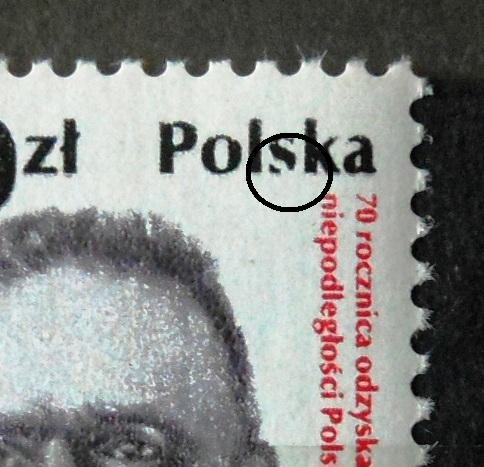 zł Polska
70 rocznica odzyska
niepodległości Pols